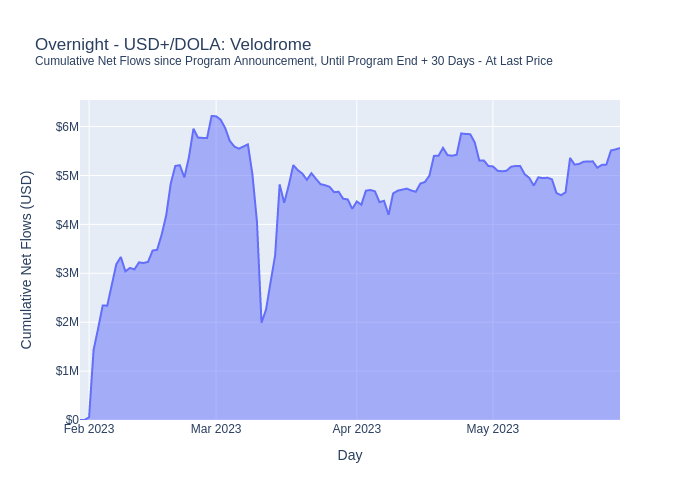 Overnight - USD+/DOLA: Velodrome
Cumulative Net Flows since Program Announcement, Until Program End + 30 Days - At Last Price
$6M
$5M
$4M
$3M
$2M
$1M
$0
Cumulative Net Flows (USD)
Feb 2023 Mar 2023 Apr 2023 May 2023
Day